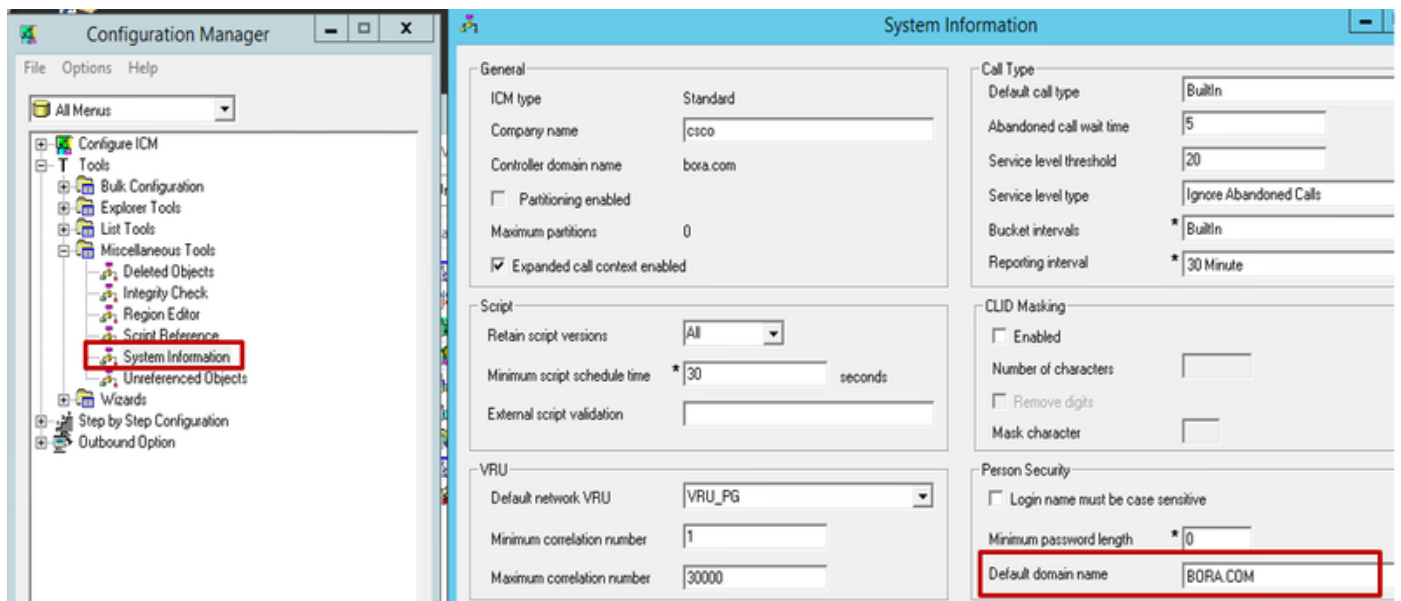 Configuration Manager
File Options Help
All Menus
Configure ICM
Tools
Bulk Configuration
Explorer Tools
List Tools
Miscellaneous Tools
Deleted Objects
Integrity Check
Region Editor
Script Reference
System Information
Unreferenced Objects
Wizards
Step by Step Configuration
Outbound Option
System Information
General
ICM type Standard
Company name csco
Controller domain name bora.com
Partitioning enabled
Maximum partitions 0
Expanded call context enabled
Script
Retain script versions All
Minimum script schedule time * 30 seconds
External script validation
VRU
Default network VRU VRU_PG
Minimum correlation number 1
Maximum correlation number 30000
Call Type
Default call type BuiltIn
Abandoned call wait time 5
Service level threshold 20
Service level type Ignore Abandoned Calls
Bucket intervals * BuiltIn
Reporting interval * 30 Minute
CLID Masking
Enabled
Number of characters
Remove digits
Mask character
Person Security
Login name must be case sensitive
Minimum password length * 0
Default domain name BORA.COM